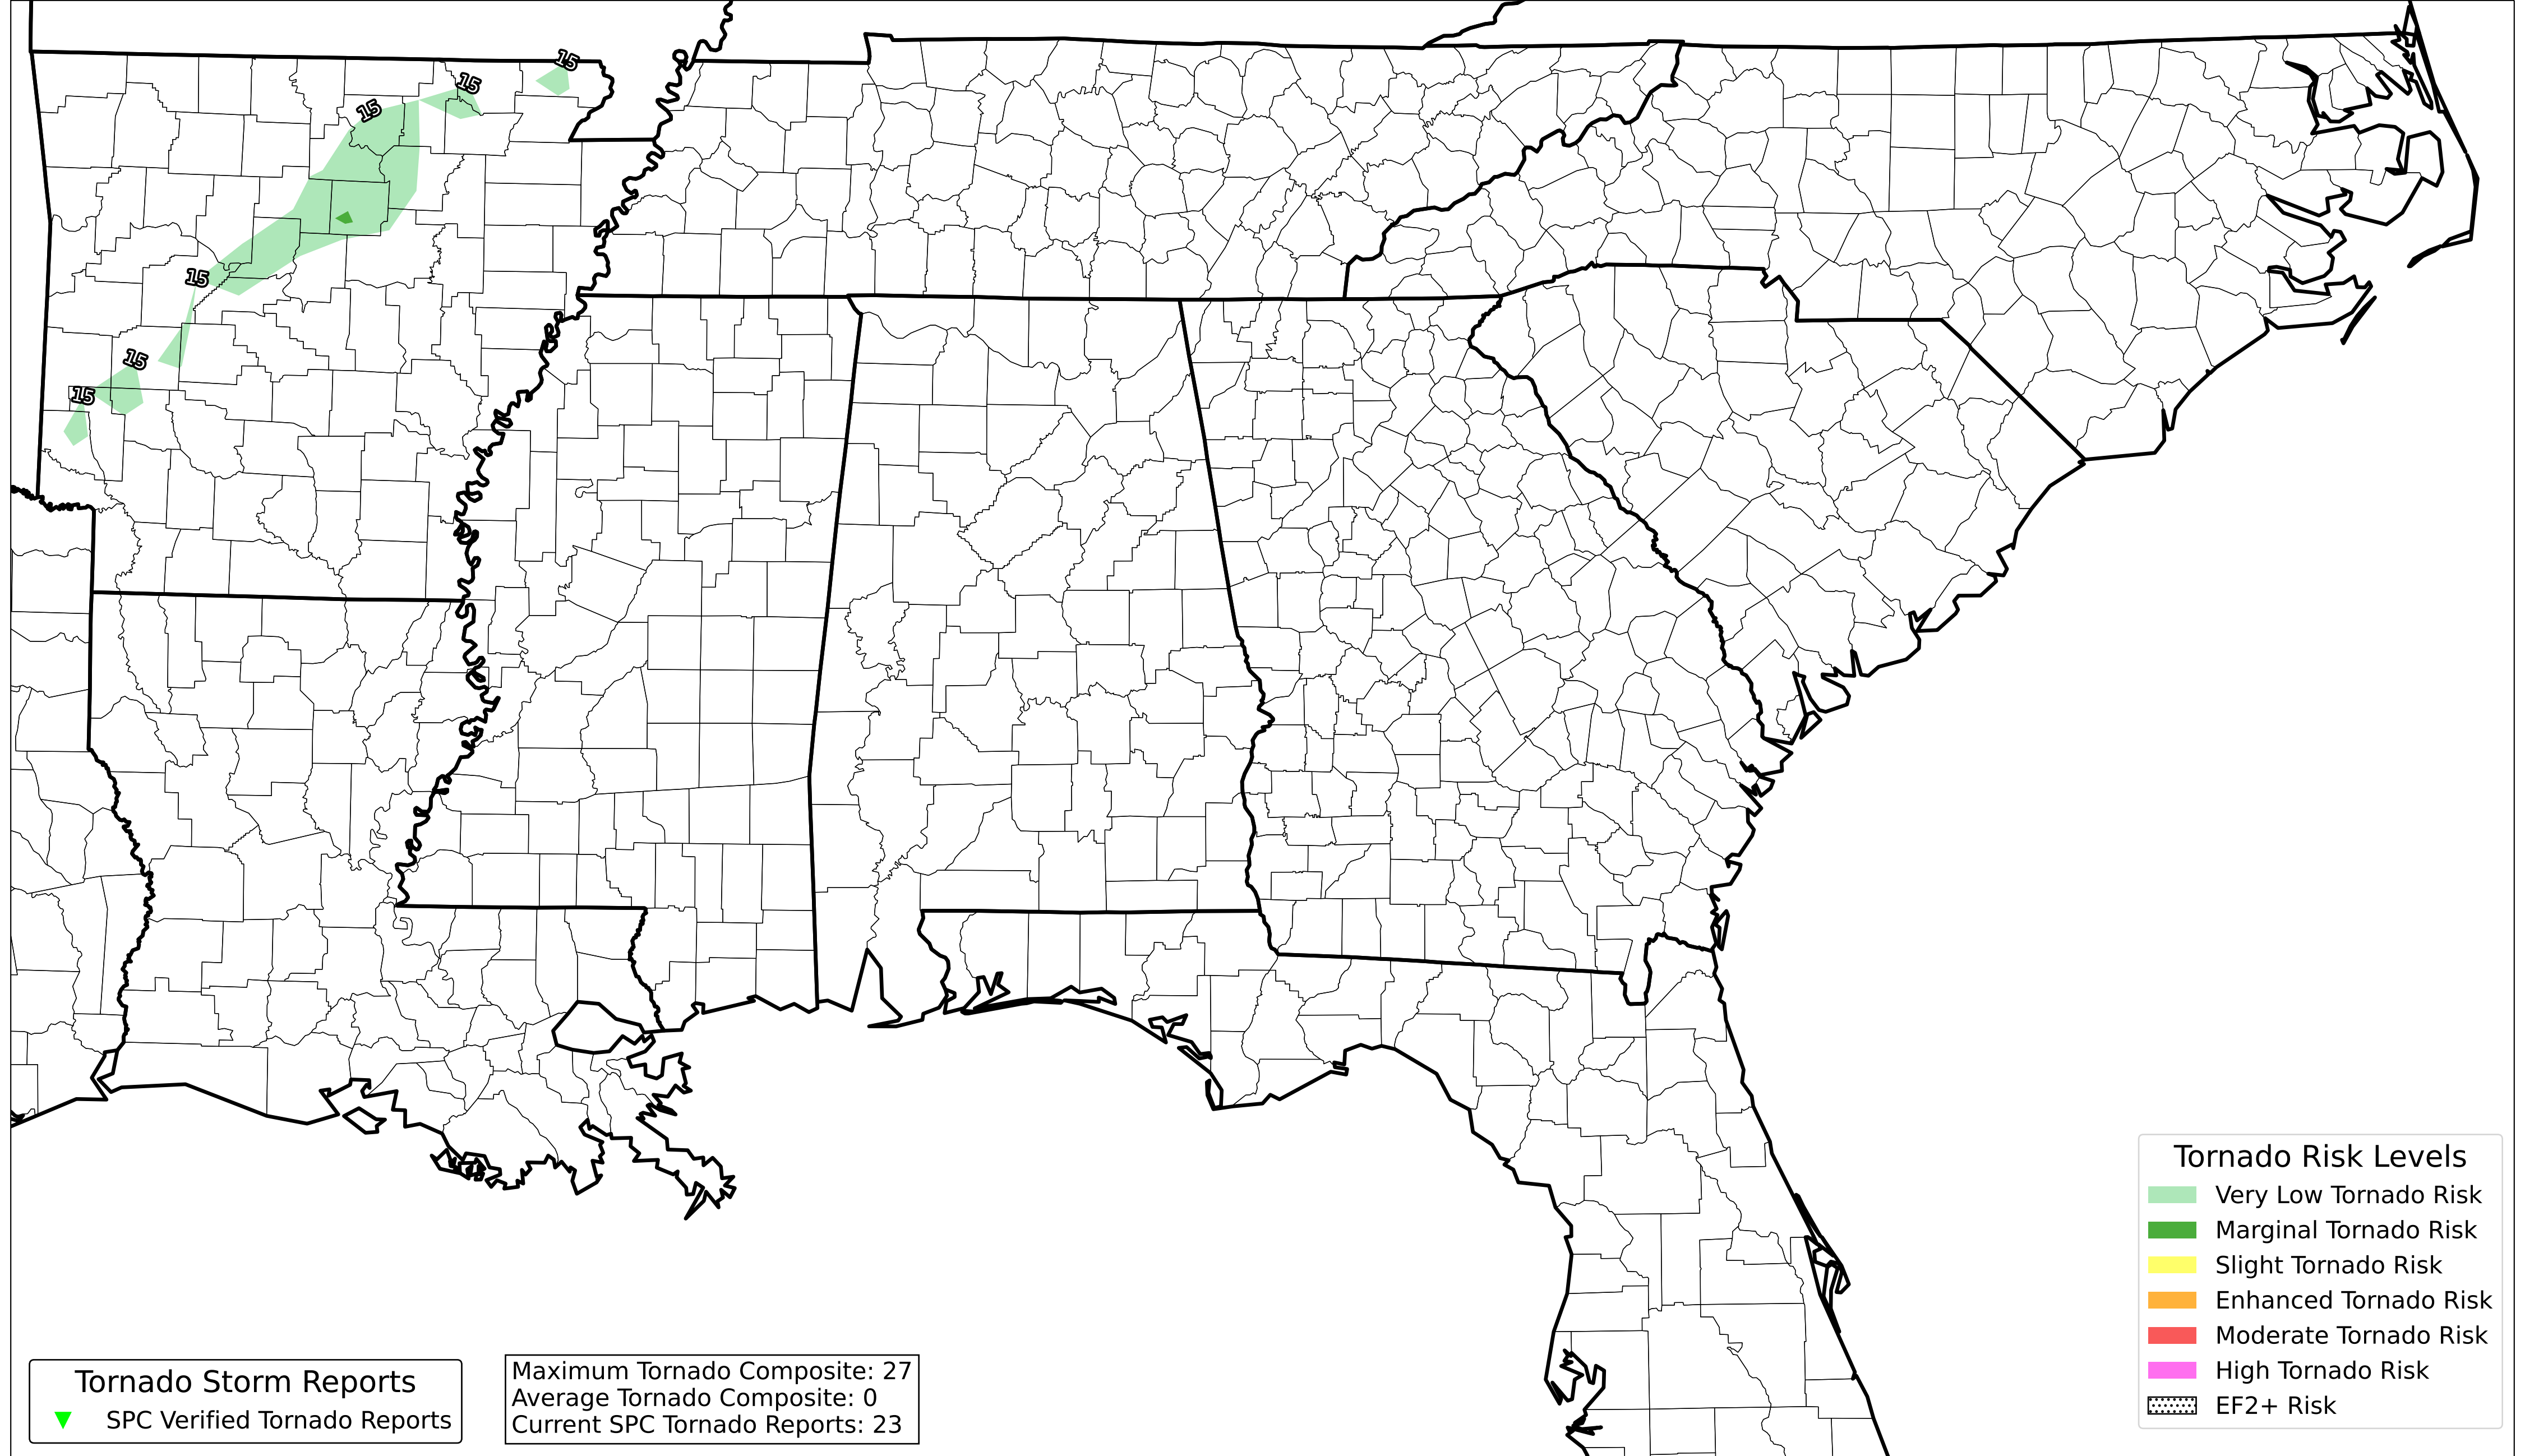 15
15
15
15
15
15
Tornado Risk Levels
Very Low Tornado Risk
Marginal Tornado Risk
Slight Tornado Risk
Enhanced Tornado Risk
Moderate Tornado Risk
High Tornado Risk
EF2+ Risk
Tornado Storm Reports
SPC Verified Tornado Reports
Maximum Tornado Composite: 27
Average Tornado Composite: 0
Current SPC Tornado Reports: 23